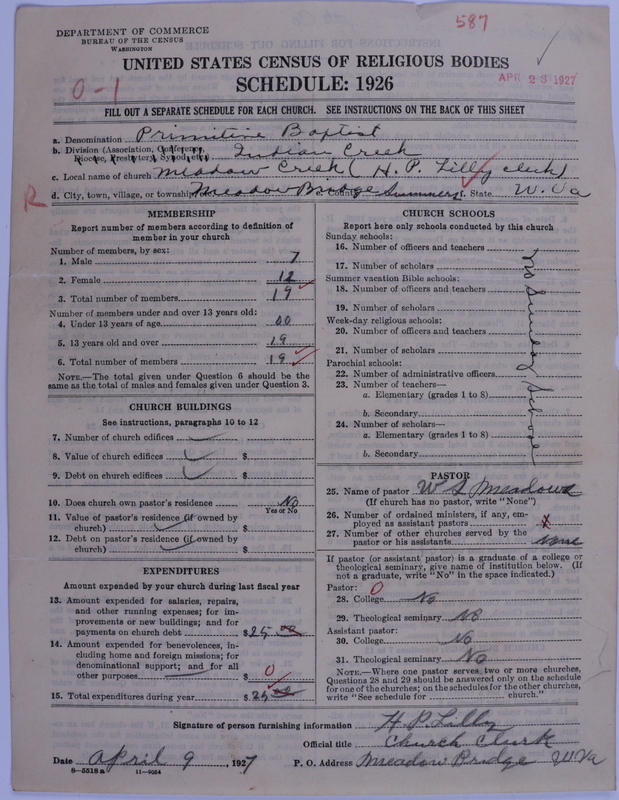 587
DEPARTMENT OF COMMERCE
BUREAU OF THE CENSUS
WASHINGTON
UNITED STATES CENSUS OF RELIGIOUS BODIES
APR 23 1927
SCHEDULE: 1926
0-1
FILL OUT A SEPARATE SCHEDULE FOR EACH CHURCH. SEE INSTRUCTIONS ON THE BACK OF THIS SHEET
a. Denomination Primitive Baptist
b. Division (Association, Conference, Diocese, Presbytery, Synod, etc.) Indian Creek
c. Local name of church Meadow Creek (H. P. Lilly clerk)
R d. City, town, village, or township Meadow Bridge County Summers State W. Va
MEMBERSHIP
Report number of members according to definition of
member in your church
Number of members, by sex:
1. Male 7
2. Female 12
3. Total number of members 19
Number of members under and over 13 years old:
4. Under 13 years of age 00
5. 13 years old and over 19
6. Total number of members 19
NOTE.—The total given under Question 6 should be the
same as the total of males and females given under Question 3.
CHURCH BUILDINGS
See instructions, paragraphs 10 to 12
7. Number of church edifices
8. Value of church edifices $
9. Debt on church edifices $
10. Does church own pastor's residence No
Yes or No
11. Value of pastor's residence (if owned by
church) $
12. Debt on pastor's residence (if owned by
church) $
EXPENDITURES
Amount expended by your church during last fiscal year
13. Amount expended for salaries, repairs,
and other running expenses; for im-
provements or new buildings; and for
payments on church debt $25 00
14. Amount expended for benevolences, in-
cluding home and foreign missions; for
denominational support; and for all
other purposes $ 0
15. Total expenditures during year $25 00
CHURCH SCHOOLS
Report here only schools conducted by this church
Sunday schools:
16. Number of officers and teachers
17. Number of scholars
Summer vacation Bible schools:
18. Number of officers and teachers
19. Number of scholars
Week-day religious schools:
20. Number of officers and teachers
21. Number of scholars
Parochial schools:
22. Number of administrative officers
23. Number of teachers—
a. Elementary (grades 1 to 8)
b. Secondary
24. Number of scholars—
a. Elementary (grades 1 to 8)
b. Secondary
no Sunday School
PASTOR
25. Name of pastor W S Meadows
(If church has no pastor, write "None")
26. Number of ordained ministers, if any, em-
ployed as assistant pastors x
27. Number of other churches served by the
pastor or his assistants none
If pastor (or assistant pastor) is a graduate of a college or
theological seminary, give name of institution below. (If
not a graduate, write "No" in the space indicated.)
Pastor: 0
28. College No
29. Theological seminary No
Assistant pastor:
30. College No
31. Theological seminary No
NOTE.—Where one pastor serves two or more churches,
Questions 28 and 29 should be answered only on the schedule
for one of the churches; on the schedules for the other churches,
write "See schedule for church."
Signature of person furnishing information H P Lilly
Official title Church Clurk
Date April 9, 1927 P. O. Address Meadow Bridge W Va
8—5518 a 11—9054